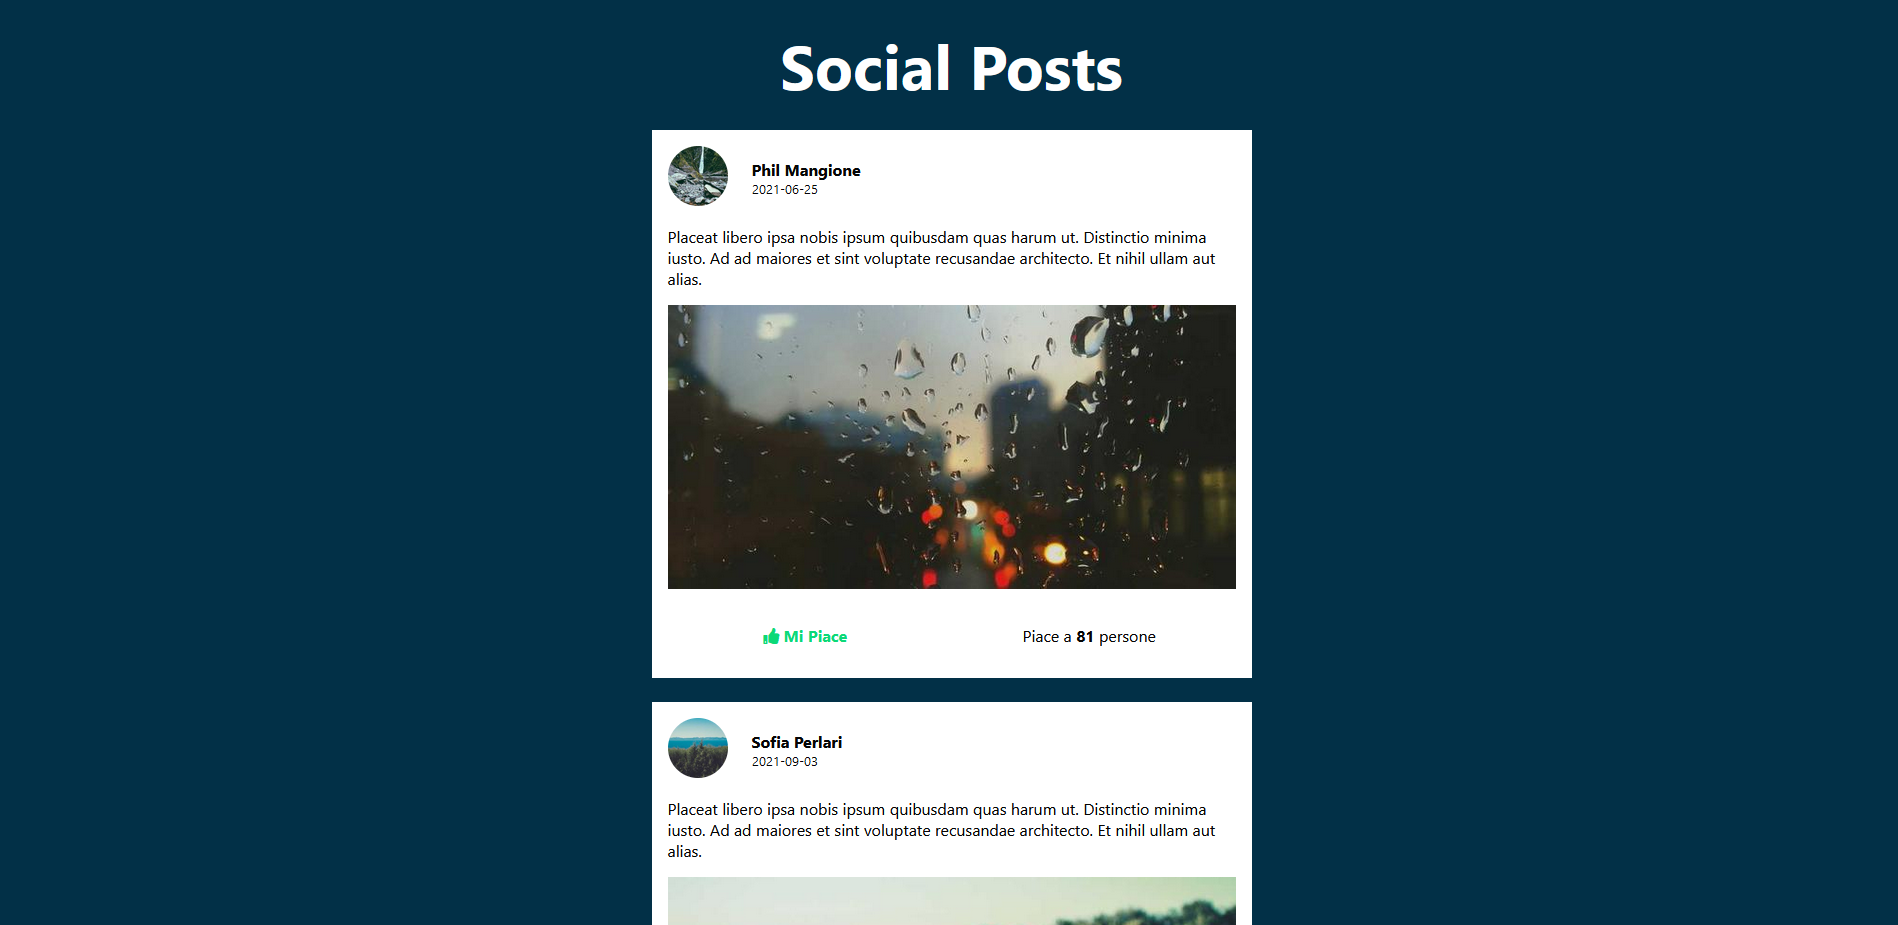 Social Posts
Phil Mangione
2021-06-25
Placeat libero ipsa nobis ipsum quibusdam quas harum ut. Distinctio minima
iusto. Ad ad maiores et sint voluptate recusandae architecto. Et nihil ullam aut
alias.
Mi Piace
Piace a 81 persone
Sofia Perlari
2021-09-03
Placeat libero ipsa nobis ipsum quibusdam quas harum ut. Distinctio minima
iusto. Ad ad maiores et sint voluptate recusandae architecto. Et nihil ullam aut
alias.